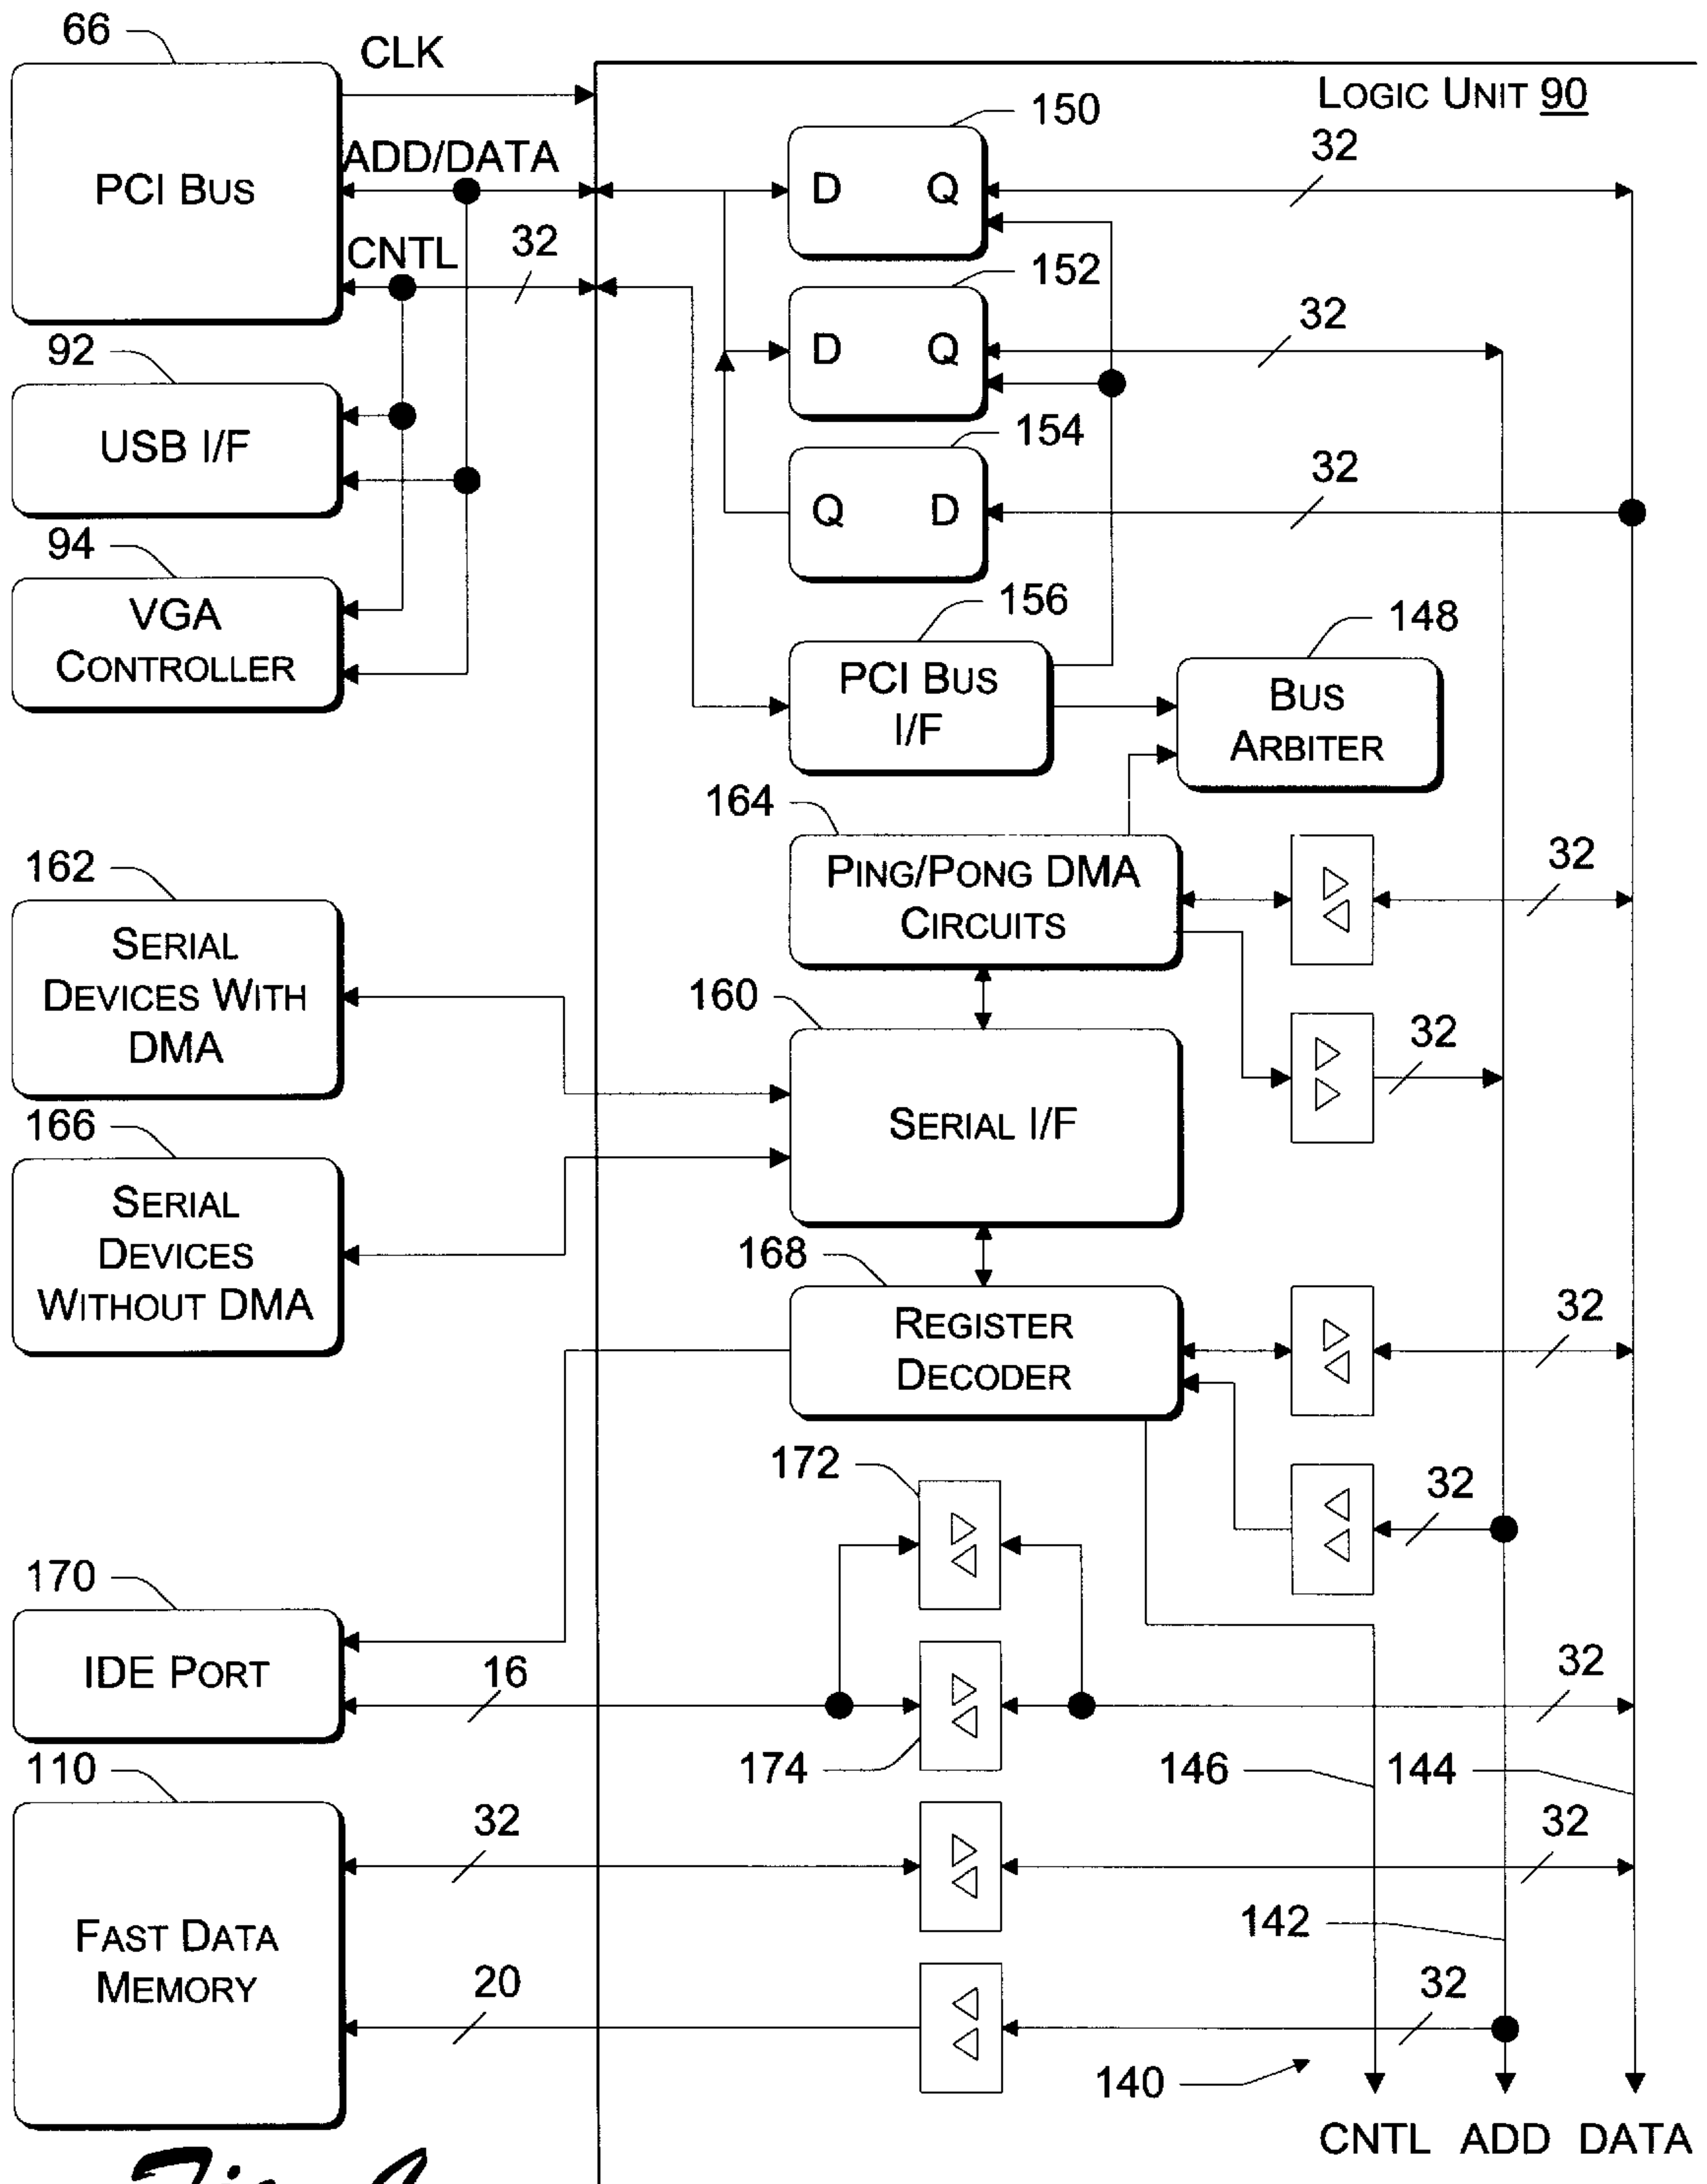 66
CLK
LOGIC UNIT 90
PCI BUS
ADD/DATA
CNTL
32
150
D Q
32
92
USB I/F
152
D Q
32
154
Q D
32
94
VGA
CONTROLLER
156
PCI BUS
I/F
148
BUS
ARBITER
164
PING/PONG DMA
CIRCUITS
32
162
SERIAL
DEVICES WITH
DMA
160
SERIAL I/F
32
166
SERIAL
DEVICES
WITHOUT DMA
168
REGISTER
DECODER
32
172
32
170
IDE PORT
16
174
32
146
144
110
FAST DATA
MEMORY
32
32
142
20
32
140
CNTL ADD DATA